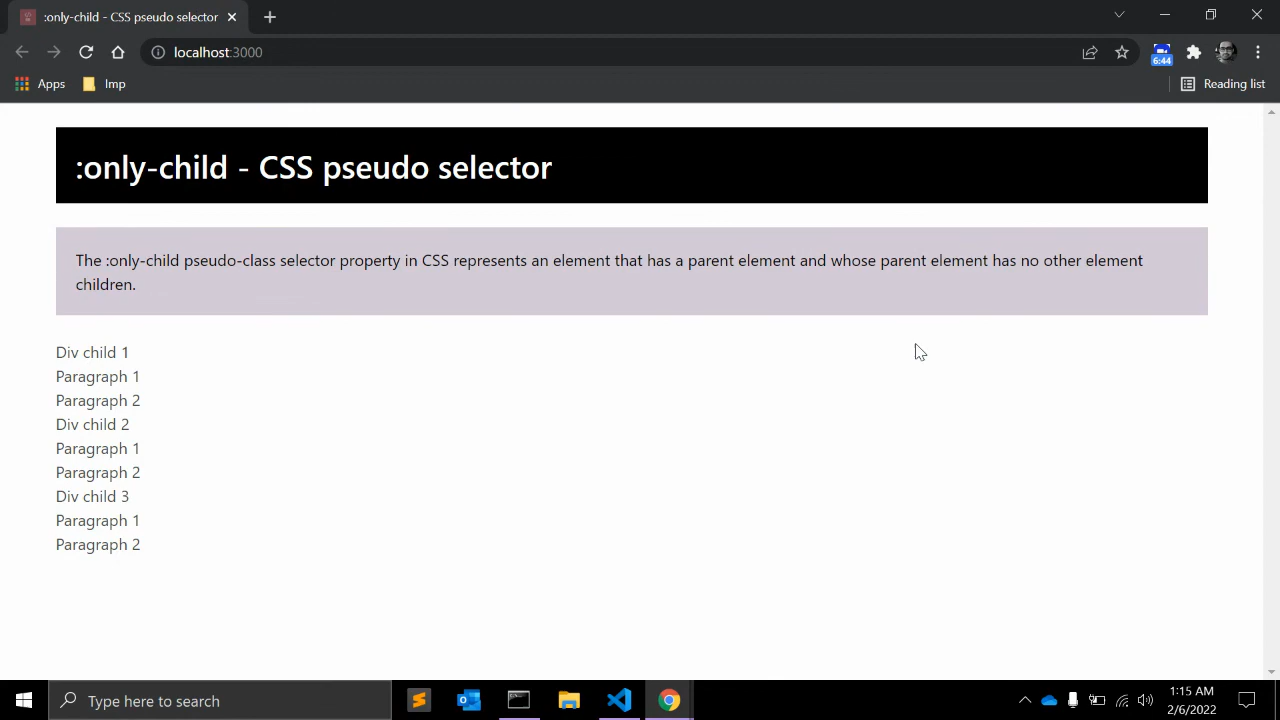 :only-child - CSS pseudo selector
localhost:3000
6:44
Apps
Imp
Reading list
:only-child - CSS pseudo selector
The :only-child pseudo-class selector property in CSS represents an element that has a parent element and whose parent element has no other element
children.
Div child 1
Paragraph 1
Paragraph 2
Div child 2
Paragraph 1
Paragraph 2
Div child 3
Paragraph 1
Paragraph 2
Type here to search
1:15 AM
2/6/2022